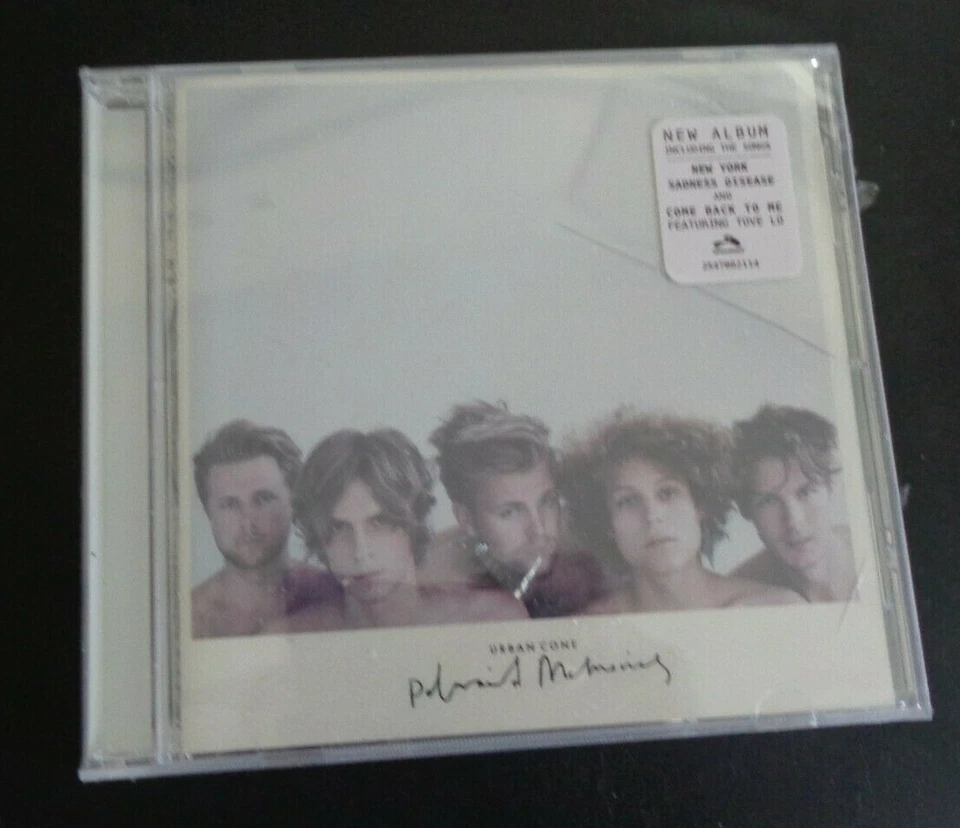 NEW ALBUM
INCLUDING THE SONGS
NEW YORK
SADNESS DISEASE
AND
COME BACK TO ME
FEATURING TOVE LO
URBAN CONE
Polaroid Memories